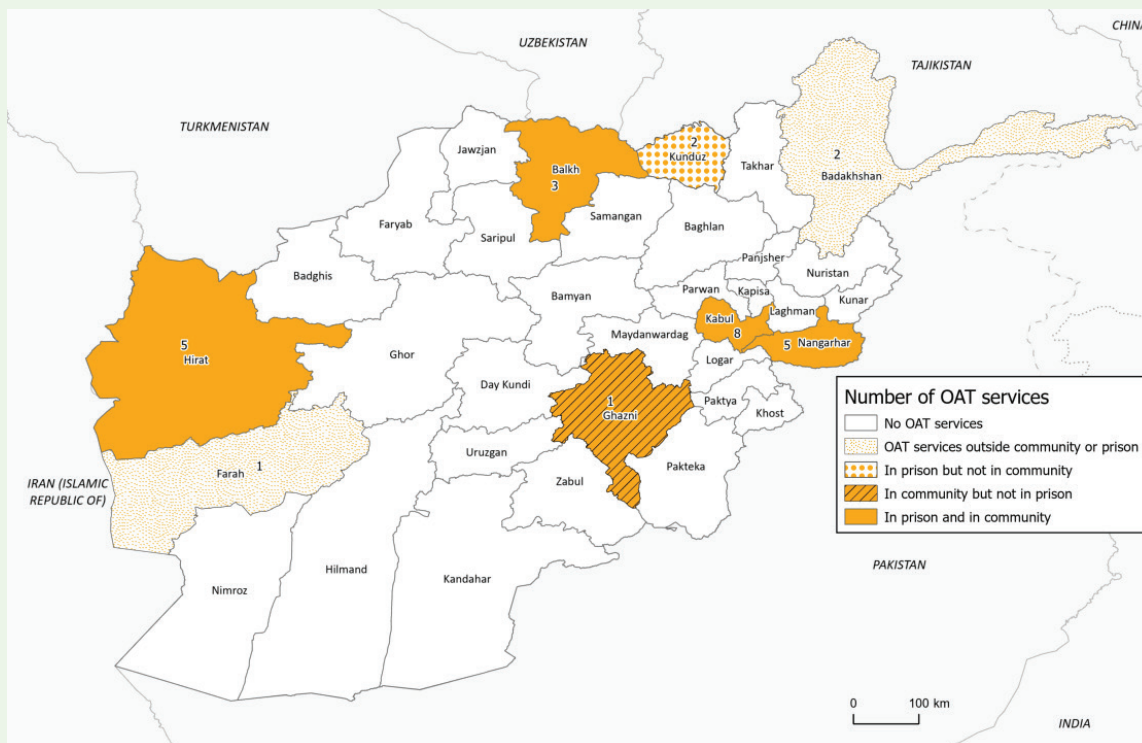 CHINA
UZBEKISTAN
TAJIKISTAN
TURKMENISTAN
Jawzjan
Balkh
3
2
Kunduz
Takhar
2
Badakhshan
Faryab
Saripul
Samangan
Baghlan
Badghis
Panjsher
Nuristan
Bamyan
Parwan
Kapisa
Kunar
Laghman
Kabul
8
Maydanwardag
5
Nangarhar
5
Hirat
Ghor
Logar
Day Kundi
1
Ghazni
Paktya
Khost
Uruzgan
Farah
1
Zabul
Pakteka
IRAN (ISLAMIC
REPUBLIC OF)
Nimroz
Hilmand
Kandahar
PAKISTAN
INDIA
Number of OAT services
No OAT services
OAT services outside community or prison
In prison but not in community
In community but not in prison
In prison and in community
0 100 km